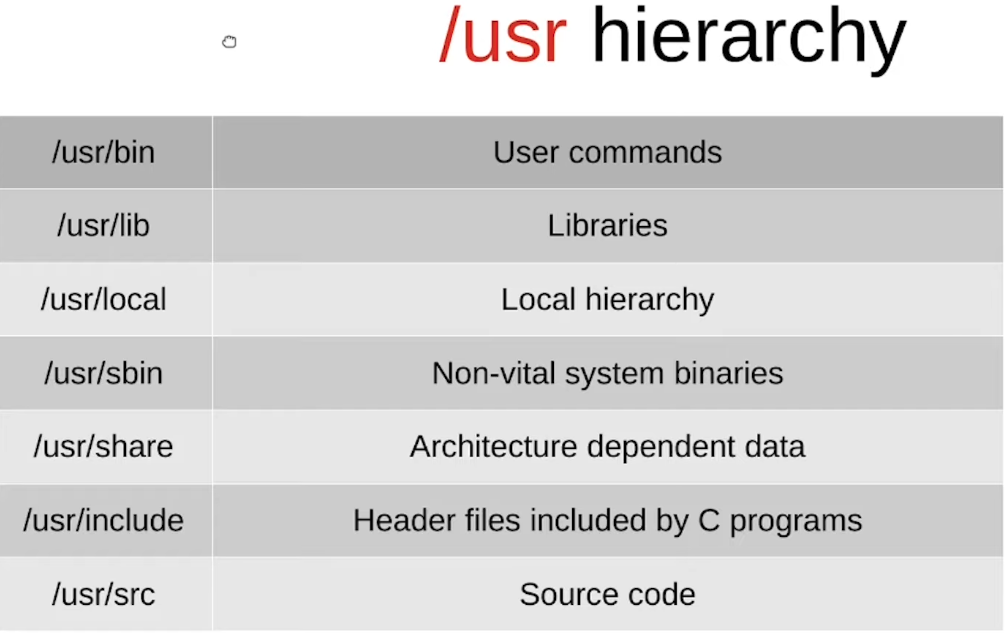 /usr hierarchy
/usr/bin User commands
/usr/lib Libraries
/usr/local Local hierarchy
/usr/sbin Non-vital system binaries
/usr/share Architecture dependent data
/usr/include Header files included by C programs
/usr/src Source code